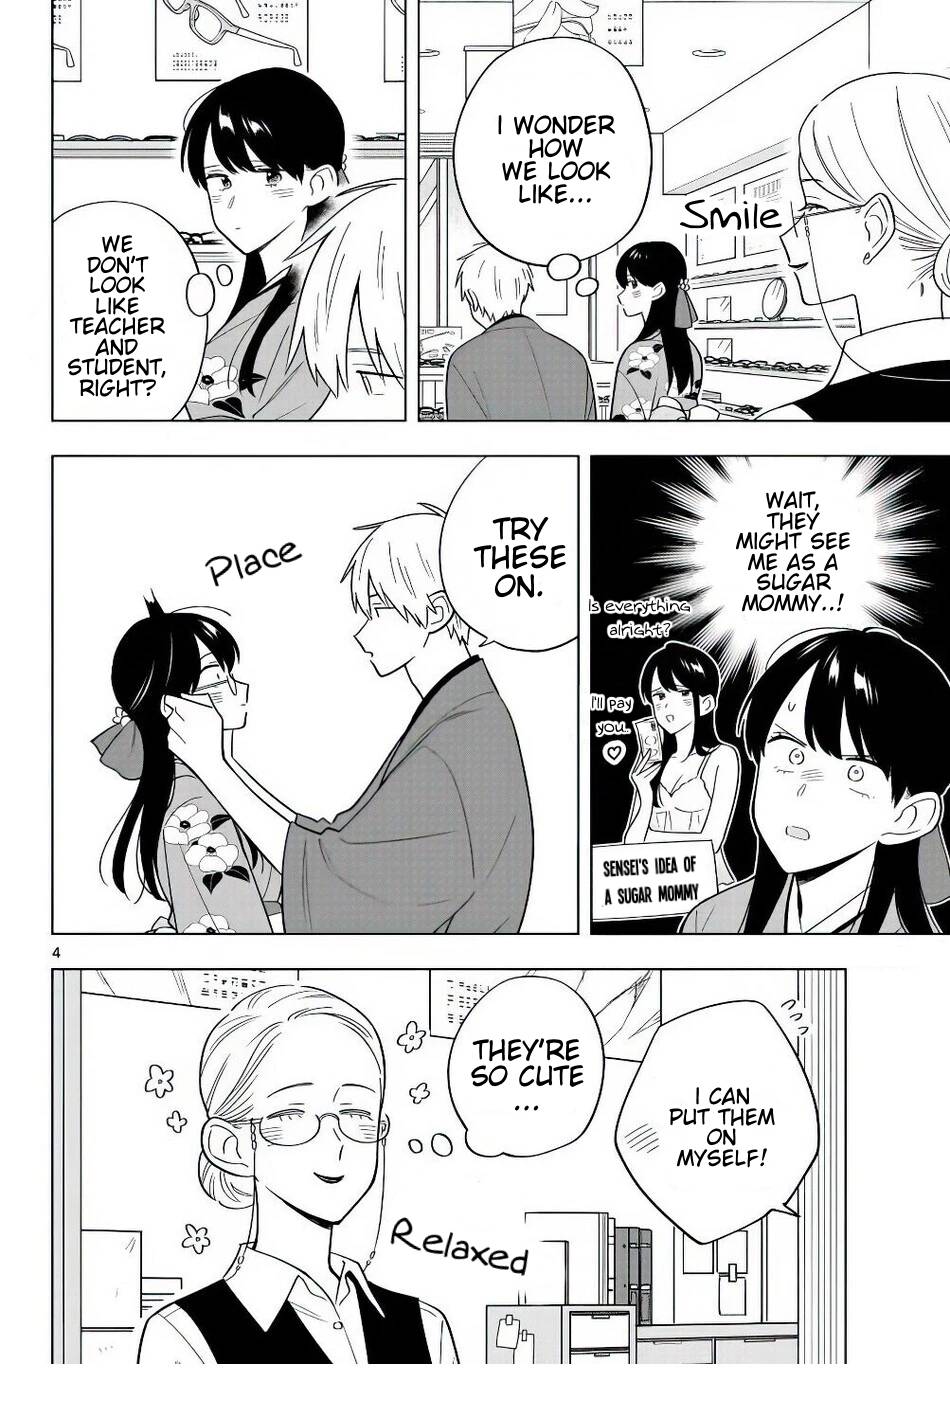 I WONDER
HOW
WE LOOK
LIKE...
Smile
WE
DON'T
LOOK
LIKE
TEACHER
AND
STUDENT,
RIGHT?
WAIT,
THEY
MIGHT SEE
ME AS A
SUGAR
MOMMY..!
Is everything
alright?
I'll pay
you..
♡
SENSEI'S IDEA OF
A SUGAR MOMMY
TRY
THESE
ON.
Place
4
I CAN
PUT THEM
ON
MYSELF!
THEY'RE
SO CUTE
...
Relaxed